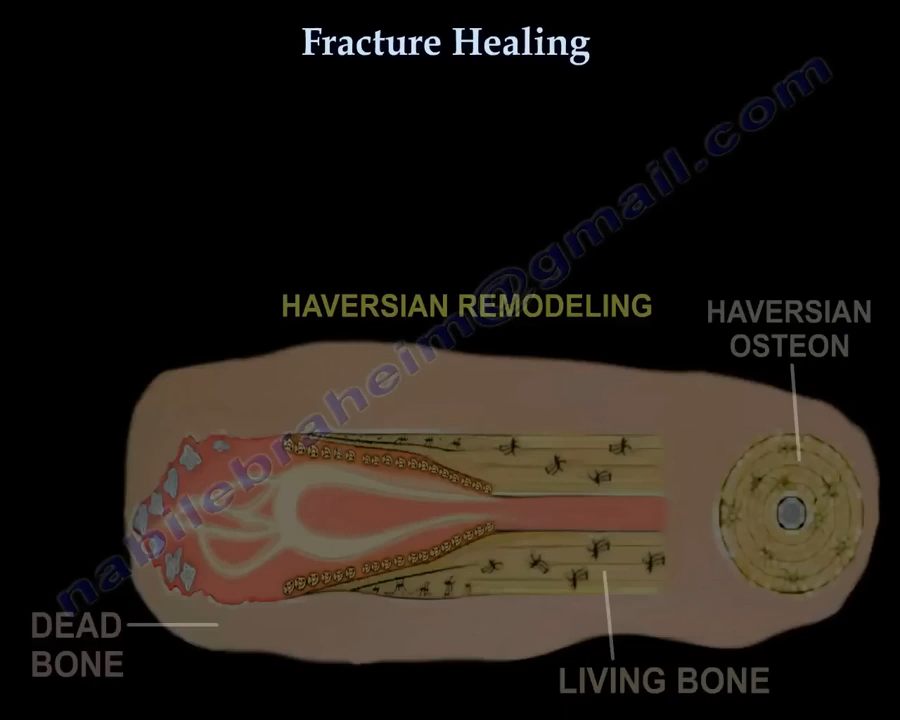 Fracture Healing
nabilebraheim@gmail.com
HAVERSIAN REMODELING
HAVERSIAN
OSTEON
DEAD
BONE
LIVING BONE